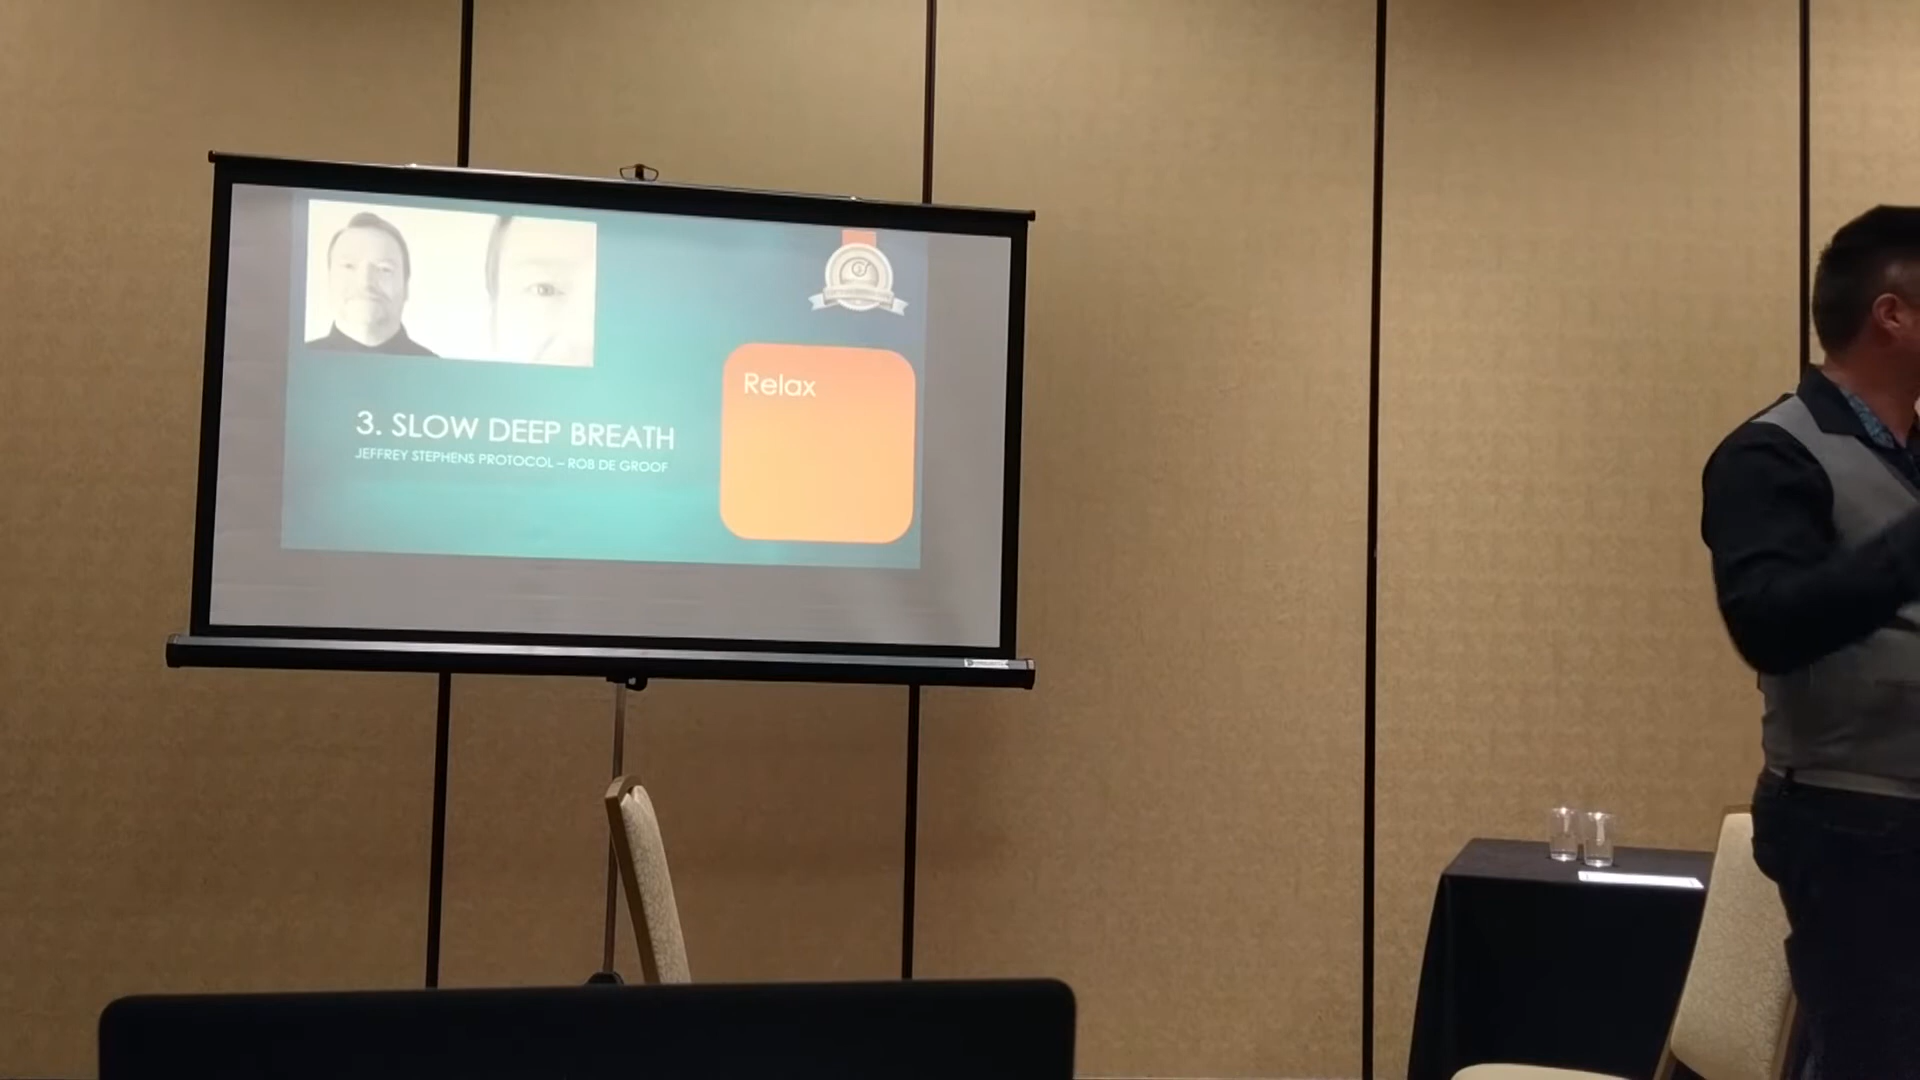 Relax
3. SLOW DEEP BREATH
JEFFREY STEPHENS PROTOCOL – ROB DE GROOF